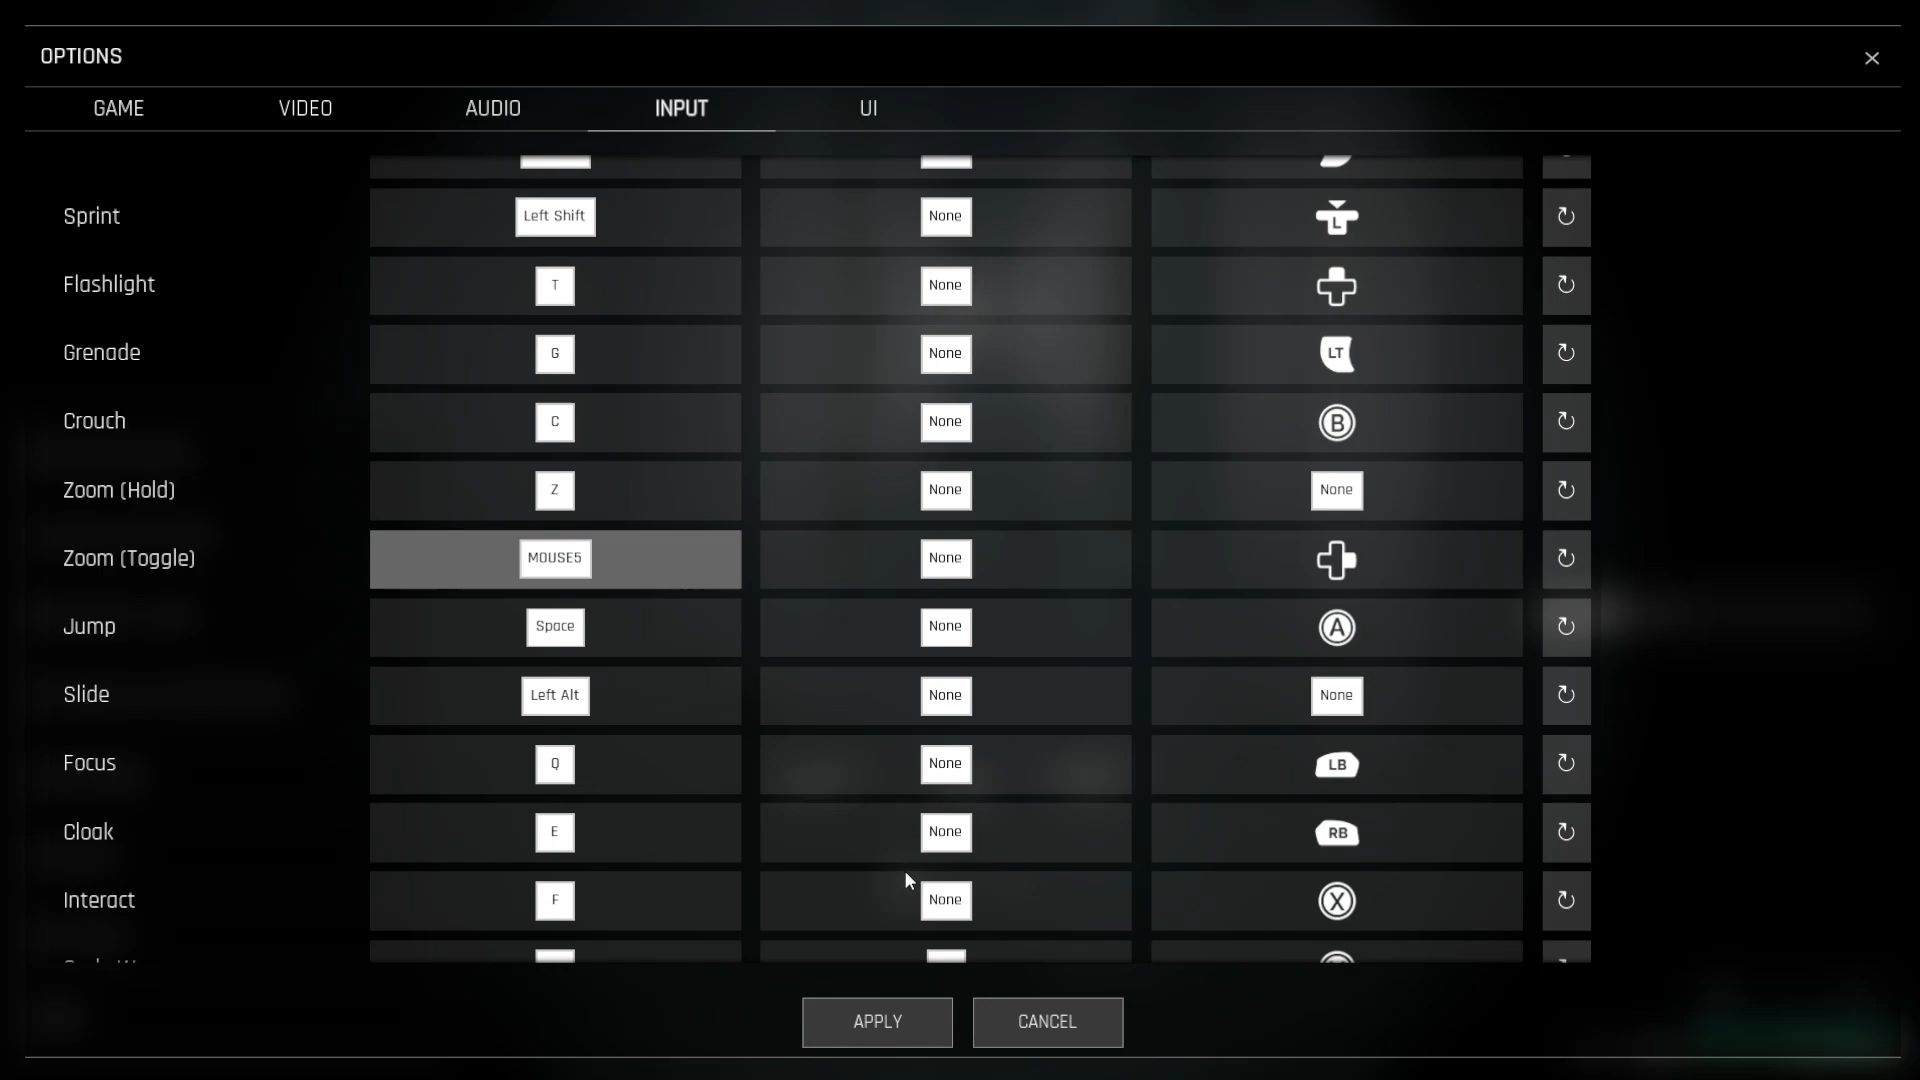 OPTIONS
GAME VIDEO AUDIO INPUT UI
Sprint Left Shift None L
Flashlight T None
Grenade G None LT
Crouch C None B
Zoom (Hold) Z None None
Zoom (Toggle) MOUSE5 None
Jump Space None A
Slide Left Alt None None
Focus Q None LB
Cloak E None RB
Interact F None X
APPLY CANCEL